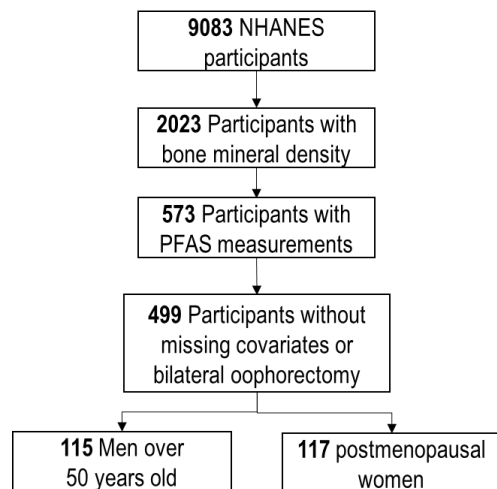 9083 NHANES
participants
2023 Participants with
bone mineral density
573 Participants with
PFAS measurements
499 Participants without
missing covariates or
bilateral oophorectomy
115 Men over
50 years old
117 postmenopausal
women